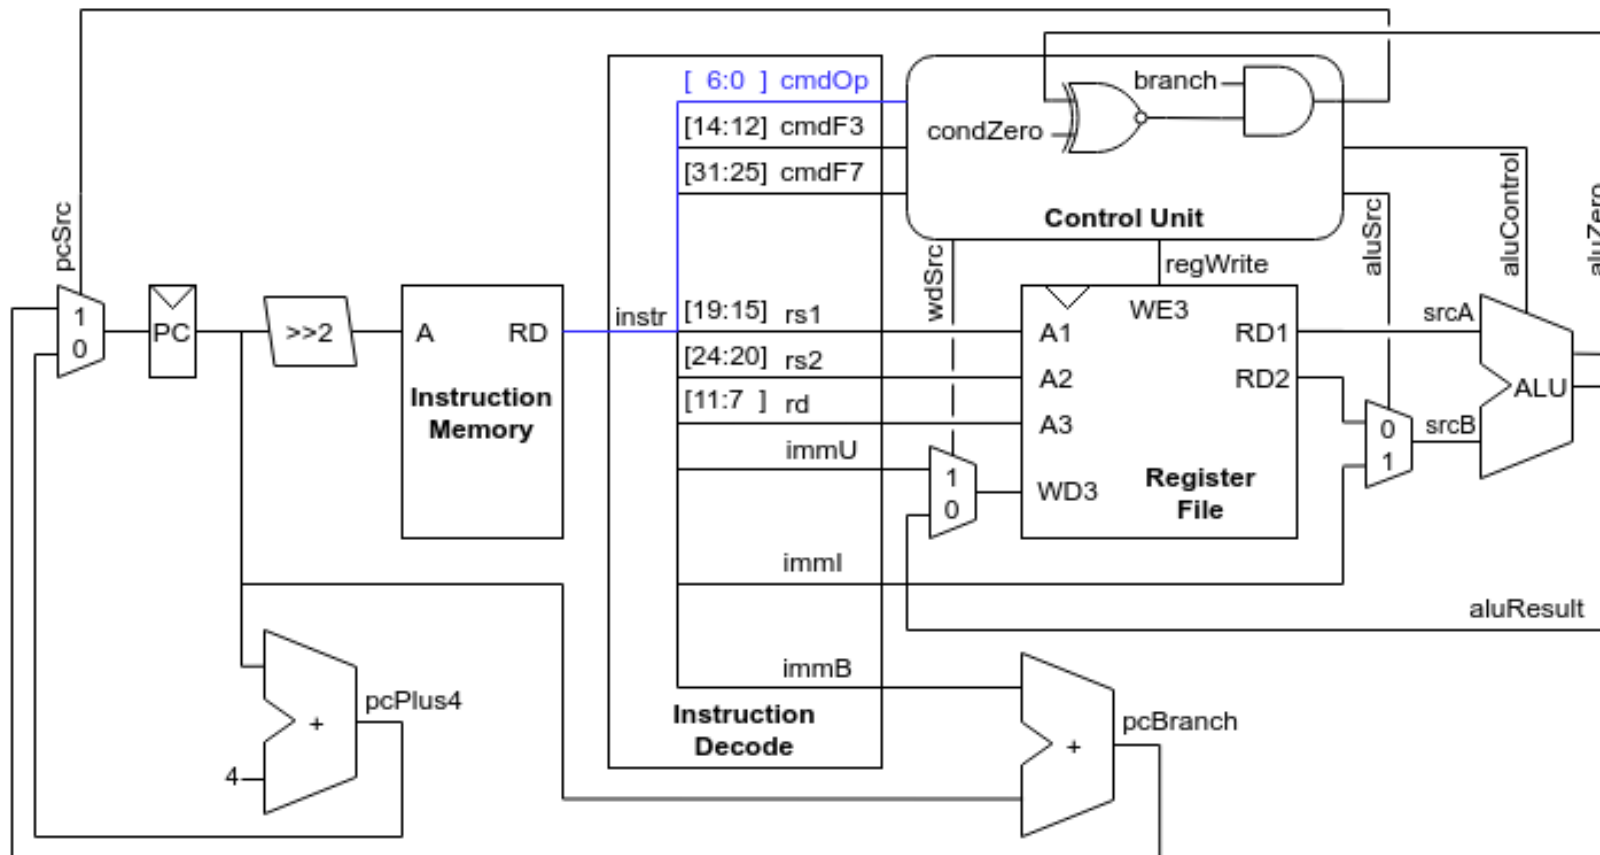 [ 6:0 ] cmdOp
branch
[14:12] cmdF3
condZero
[31:25] cmdF7
Control Unit
pcSrc
wdSrc
regWrite
aluSrc
aluControl
aluZero
1
0
PC
>>2
A
RD
Instruction
Memory
instr
[19:15] rs1
[24:20] rs2
[11:7 ] rd
immU
immI
immB
Instruction
Decode
1
0
WE3
A1
RD1
A2
RD2
A3
WD3
Register
File
srcA
0
1
srcB
ALU
aluResult
+
4
pcPlus4
+
pcBranch